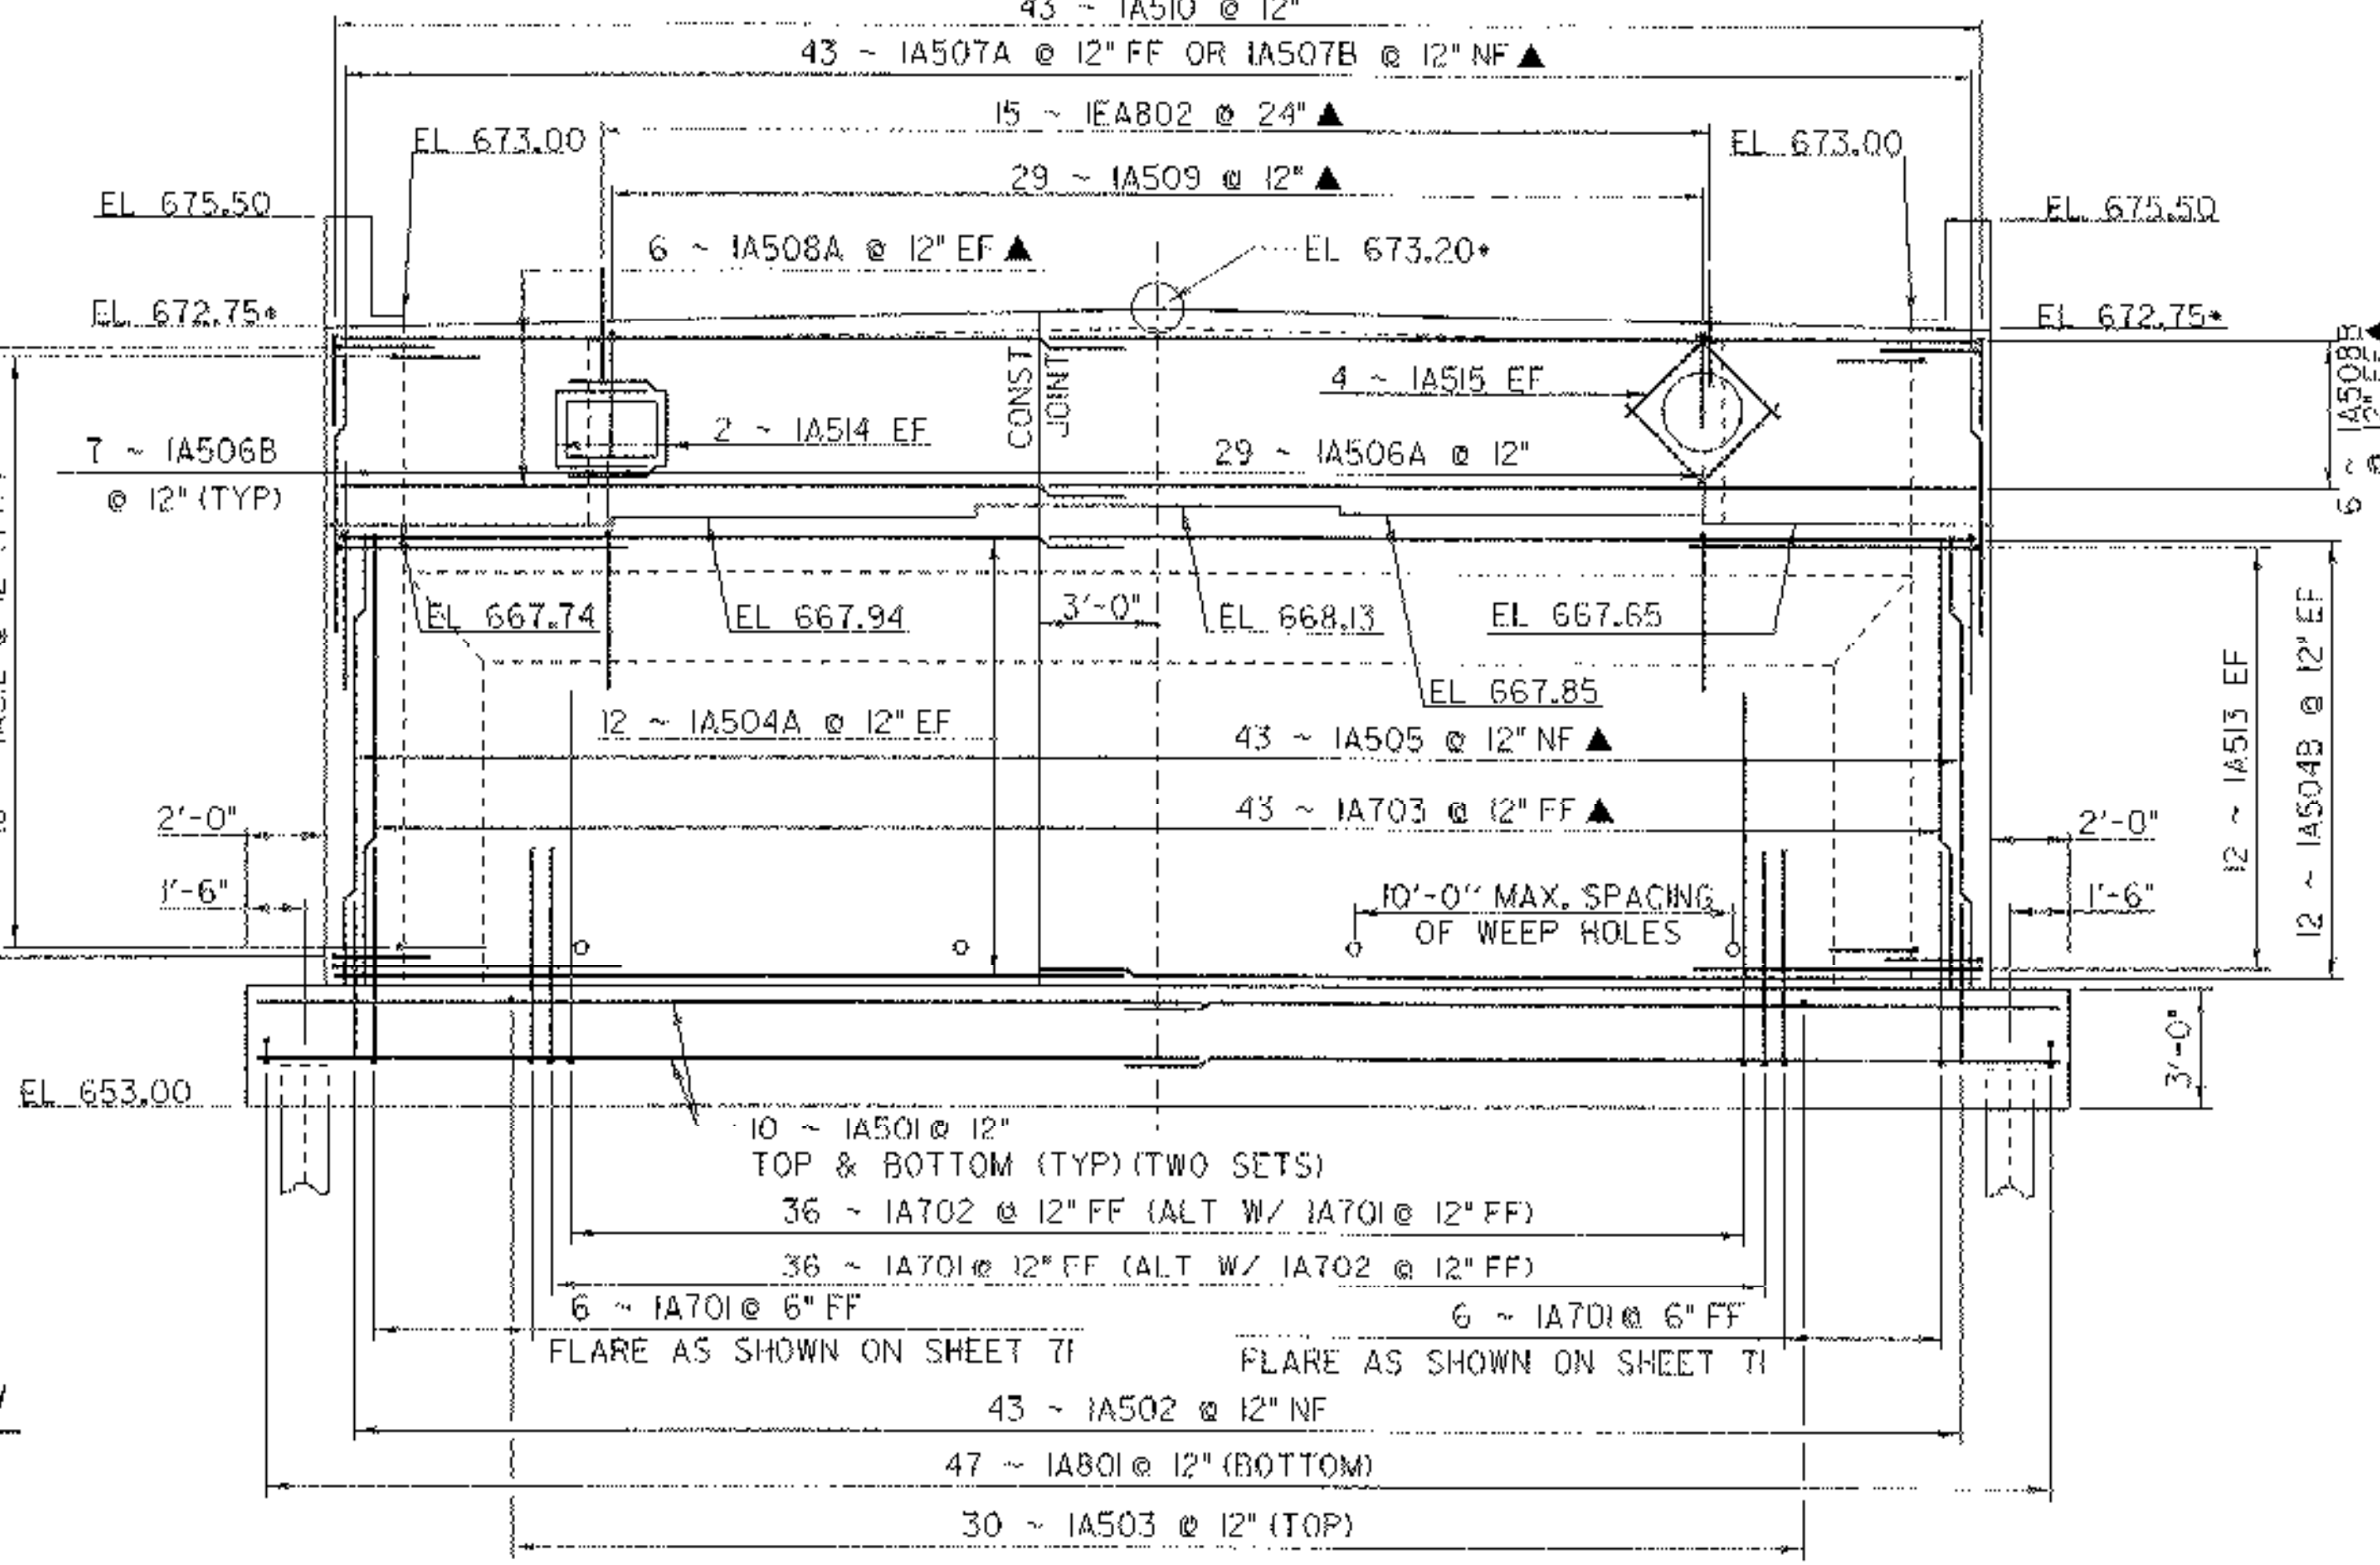 43 ~ 1A510 @ 12"
43 ~ 1A507A @ 12" FF OR 1A507B @ 12" NF ▲
15 ~ 1EA802 @ 24" ▲
EL 673.00
EL 673.00
29 ~ 1A509 @ 12" ▲
EL 675.50
EL 675.50
6 ~ 1A508A @ 12" EF ▲
EL 673.20*
EL 672.75*
EL 672.75*
1A508B
6 ~ @
CONST
JOINT
4 ~ 1A515 EF
2 ~ 1A514 EF
7 ~ 1A506B
@ 12" (TYP)
29 ~ 1A506A @ 12"
EL 667.74
EL 667.94
3'-0"
EL 668.13
EL 667.65
EL 667.85
12 ~ 1A504A @ 12" EF
43 ~ 1A505 @ 12" NF ▲
43 ~ 1A703 @ 12" FF ▲
12 ~ 1A513 EF
12 ~ 1A504B @ 12" EF
2'-0"
2'-0"
1'-6"
1'-6"
10'-0" MAX. SPACING
OF WEEP HOLES
3'-0"
EL 653.00
10 ~ 1A501 @ 12"
TOP & BOTTOM (TYP) (TWO SETS)
36 ~ 1A702 @ 12" FF (ALT W/ 1A701 @ 12" FF)
36 ~ 1A701 @ 12" FF (ALT W/ 1A702 @ 12" FF)
6 ~ 1A701 @ 6" FF
FLARE AS SHOWN ON SHEET 71
6 ~ 1A701 @ 6" FF
FLARE AS SHOWN ON SHEET 71
43 ~ 1A502 @ 12" NF
47 ~ 1A801 @ 12" (BOTTOM)
30 ~ 1A503 @ 12" (TOP)